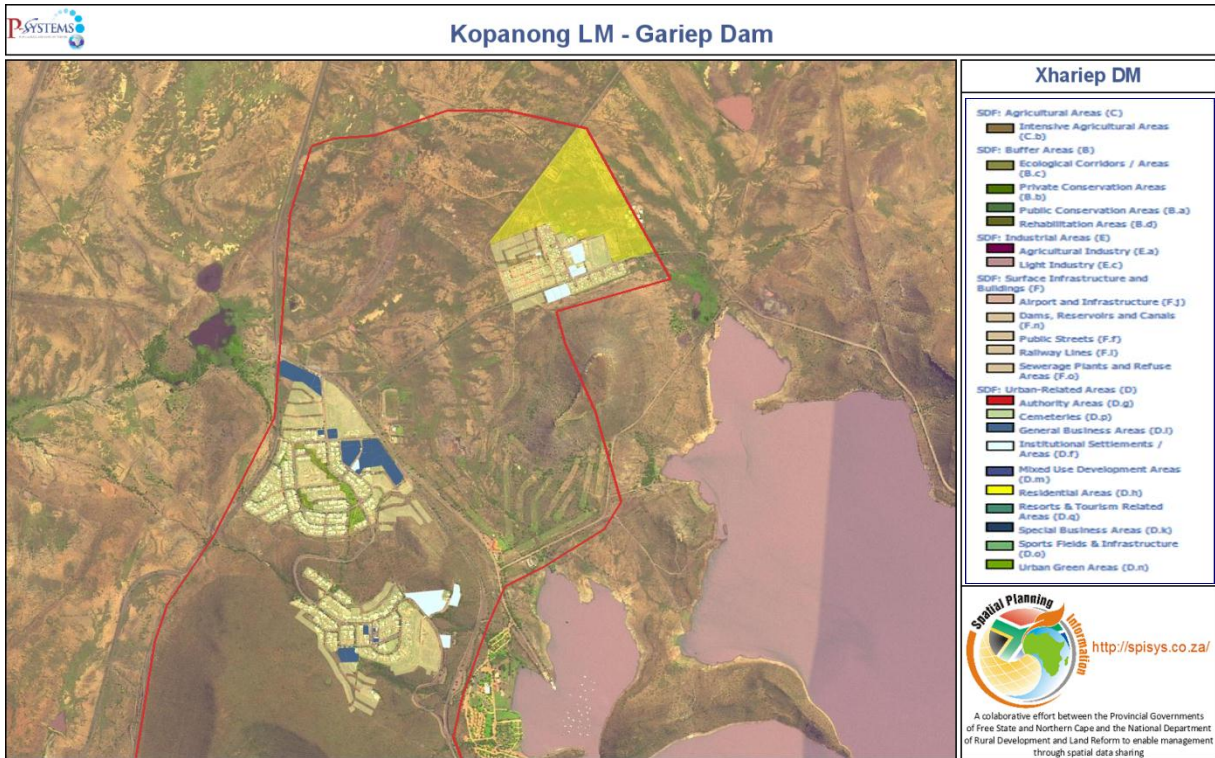 P-SYSTEMS
Kopanong LM - Gariep Dam
Xhariep DM
SDF: Agricultural Areas (C)
Intensive Agricultural Areas
(C.b)
SDF: Buffer Areas (B)
Ecological Corridors / Areas
(B.c)
Private Conservation Areas
(B.b)
Public Conservation Areas (B.a)
Rehabilitation Areas (B.d)
SDF: Industrial Areas (E)
Agricultural Industry (E.a)
Light Industry (E.c)
SDF: Surface Infrastructure and
Buildings (F)
Airport and Infrastructure (F.j)
Dams, Reservoirs and Canals
(F.n)
Public Streets (F.f)
Railway Lines (F.l)
Sewerage Plants and Refuse
Areas (F.o)
SDF: Urban-Related Areas (D)
Authority Areas (D.g)
Cemeteries (D.p)
General Business Areas (D.l)
Institutional Settlements /
Areas (D.f)
Mixed Use Development Areas
(D.m)
Residential Areas (D.h)
Resorts & Tourism Related
Areas (D.q)
Special Business Areas (D.k)
Sports Fields & Infrastructure
(D.o)
Urban Green Areas (D.n)
Spatial Planning
Information
http://spisys.co.za/
A colaborative effort between the Provincial Governments
of Free State and Northern Cape and the National Department
of Rural Development and Land Reform to enable management
through spatial data sharing